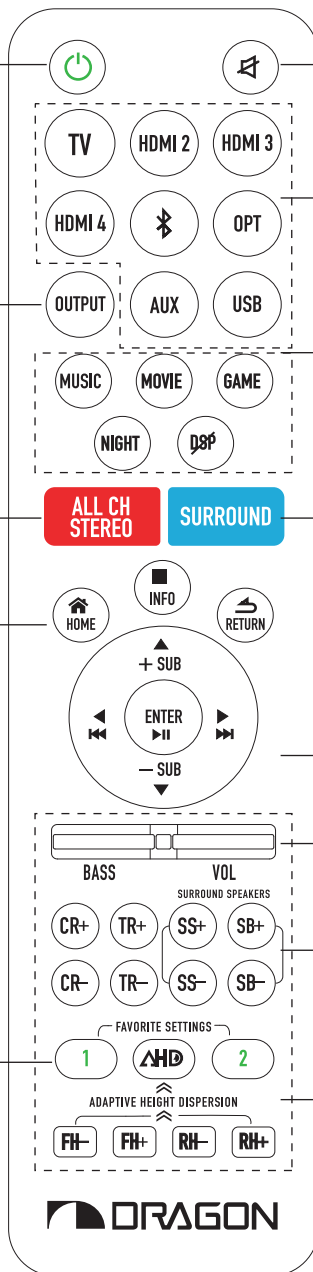 TV HDMI 2 HDMI 3
HDMI 4 OPT
OUTPUT AUX USB
MUSIC MOVIE GAME
NIGHT DSP
ALL CH
STEREO
SURROUND
INFO
HOME RETURN
+ SUB
ENTER
– SUB
BASS VOL
SURROUND SPEAKERS
CR+ TR+ SS+ SB+
CR– TR– SS– SB–
FAVORITE SETTINGS
1 AHD 2
ADAPTIVE HEIGHT DISPERSION
FH– FH+ RH– RH+
DRAGON